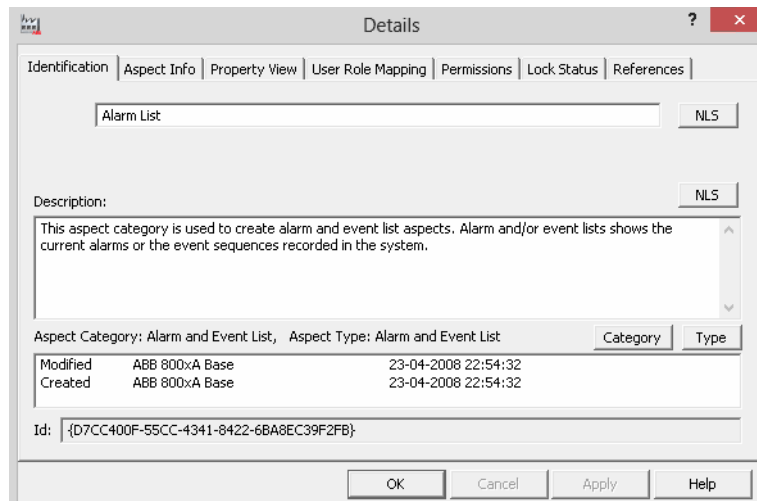 Details
?
×
Identification
Aspect Info
Property View
User Role Mapping
Permissions
Lock Status
References
Alarm List
NLS
NLS
Description:
This aspect category is used to create alarm and event list aspects. Alarm and/or event lists shows the
current alarms or the event sequences recorded in the system.
Aspect Category: Alarm and Event List, Aspect Type: Alarm and Event List
Category
Type
Modified ABB 800xA Base 23-04-2008 22:54:32
Created ABB 800xA Base 23-04-2008 22:54:32
Id: {D7CC400F-55CC-4341-8422-6BA8EC39F2FB}
OK
Cancel
Apply
Help